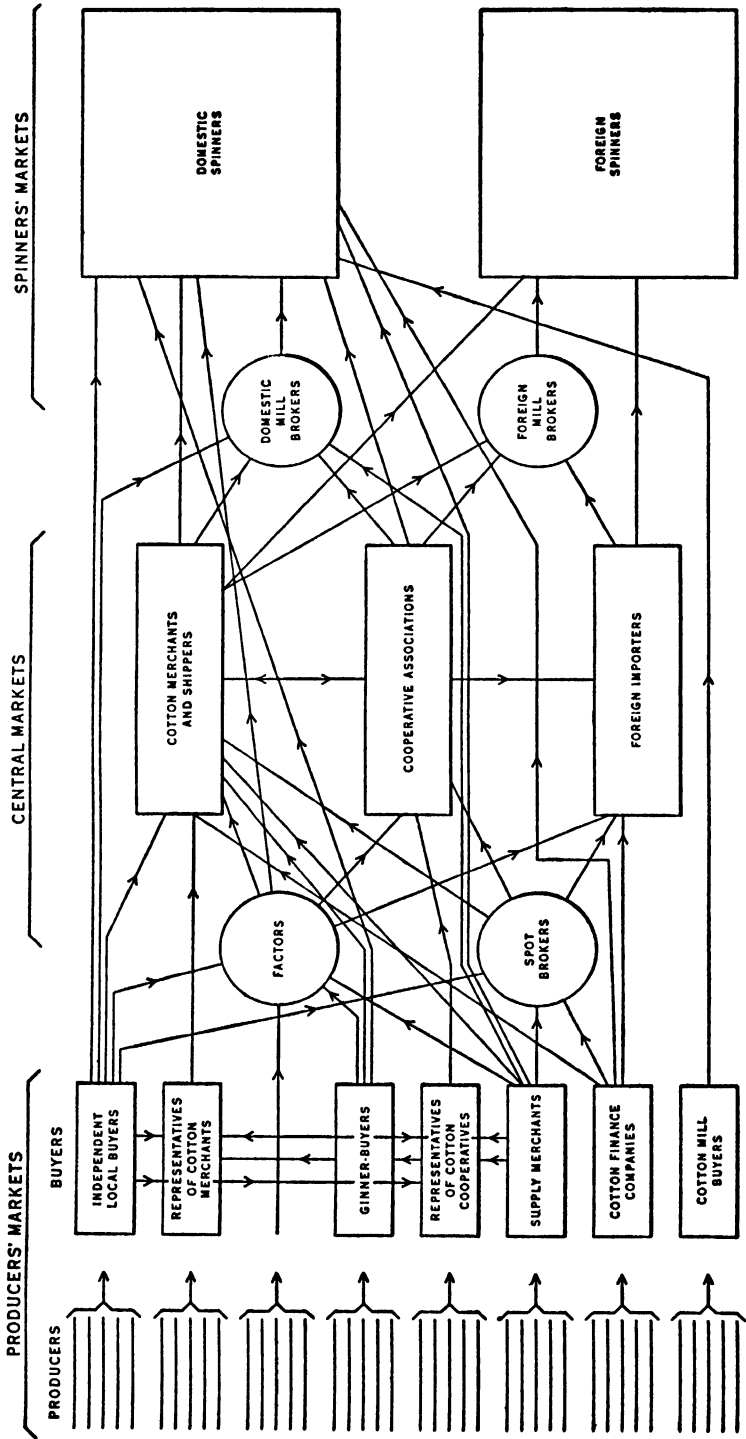 PRODUCERS' MARKETS
CENTRAL MARKETS
SPINNERS' MARKETS
PRODUCERS
BUYERS
INDEPENDENT
LOCAL BUYERS
REPRESENTATIVES
OF COTTON
MERCHANTS
GINNER-BUYERS
REPRESENTATIVES
OF COTTON
COOPERATIVES
SUPPLY MERCHANTS
COTTON FINANCE
COMPANIES
COTTON MILL
BUYERS
FACTORS
SPOT
BROKERS
COTTON MERCHANTS
AND SHIPPERS
COOPERATIVE ASSOCIATIONS
FOREIGN IMPORTERS
DOMESTIC
MILL
BROKERS
FOREIGN
MILL
BROKERS
DOMESTIC
SPINNERS
FOREIGN
SPINNERS